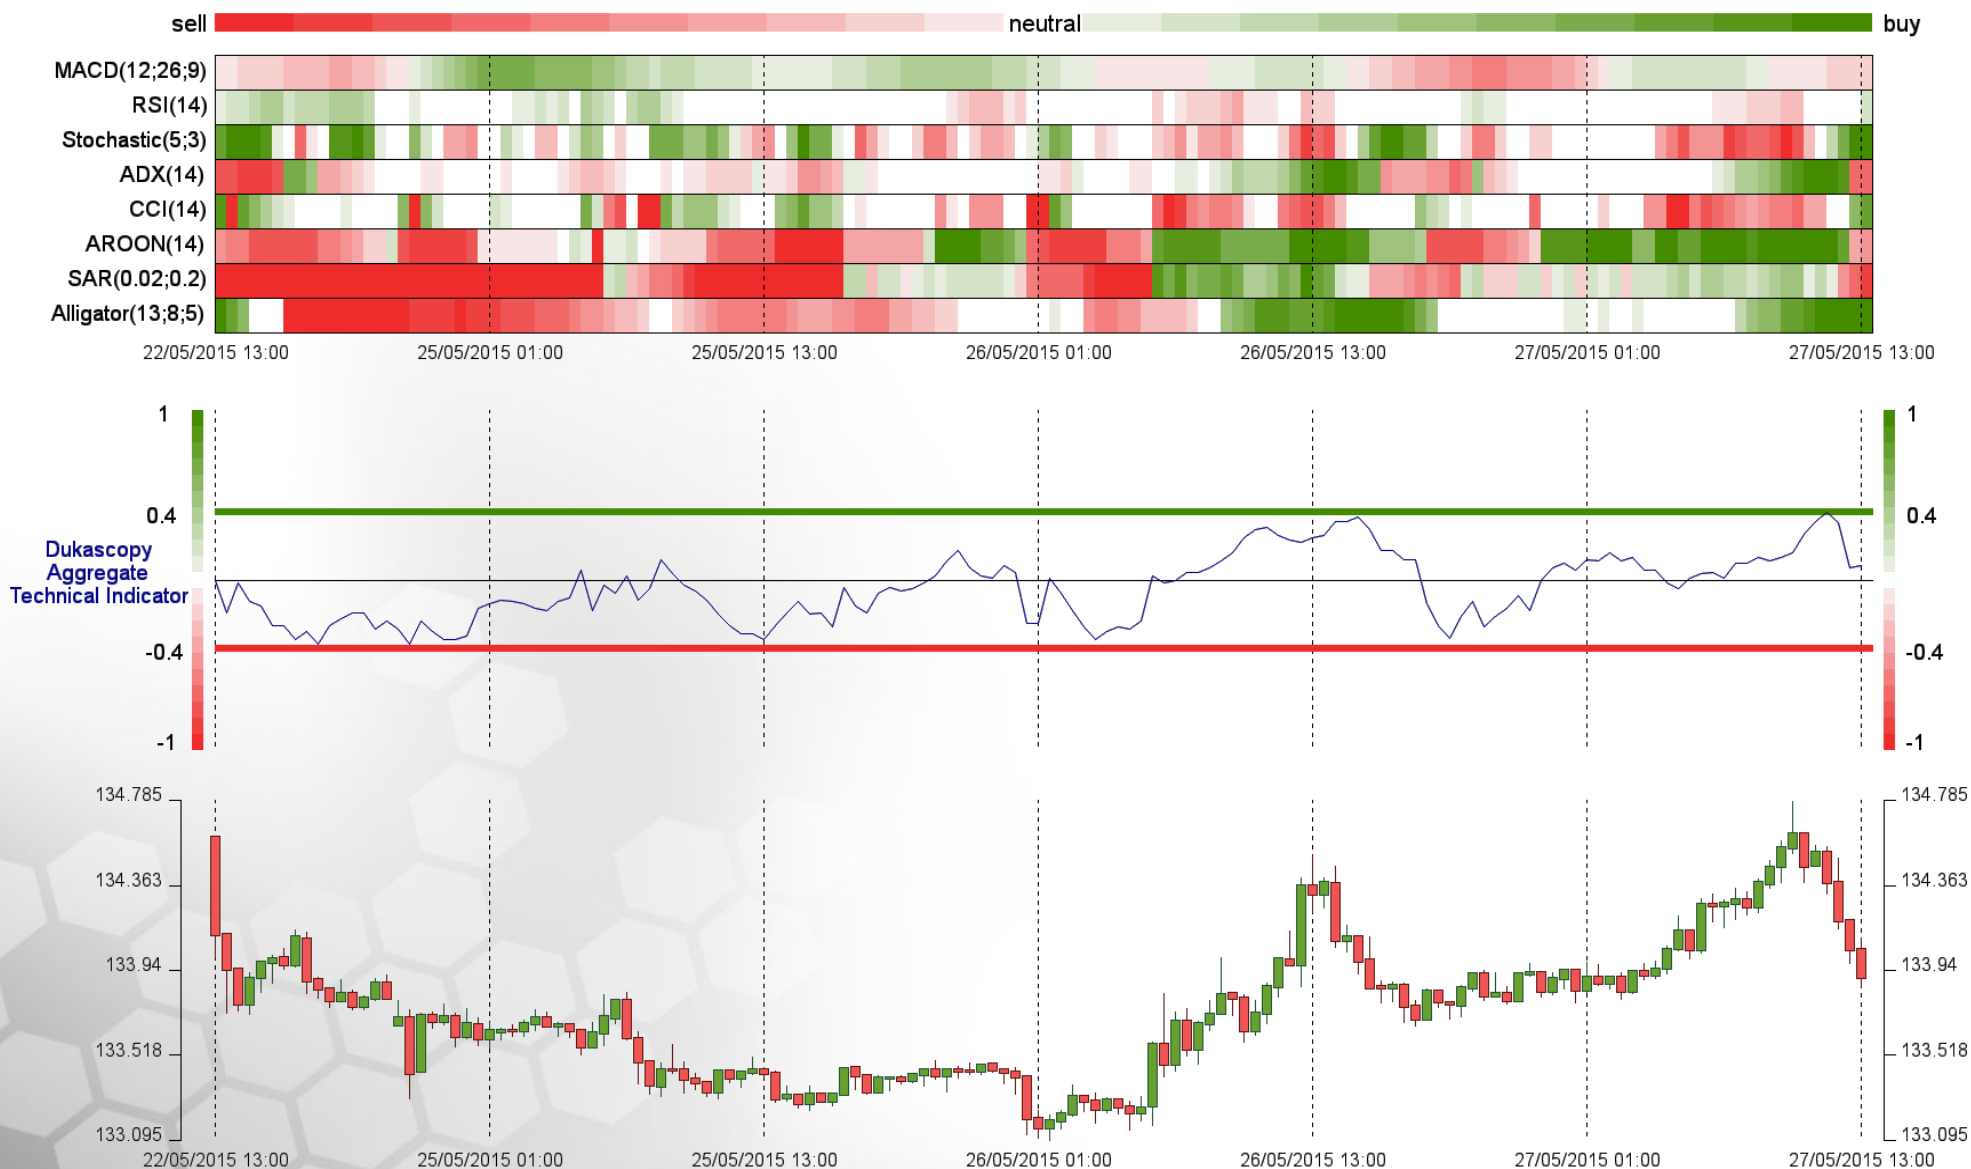 sell neutral buy
MACD(12;26;9)
RSI(14)
Stochastic(5;3)
ADX(14)
CCI(14)
AROON(14)
SAR(0.02;0.2)
Alligator(13;8;5)
22/05/2015 13:00 25/05/2015 01:00 25/05/2015 13:00 26/05/2015 01:00 26/05/2015 13:00 27/05/2015 01:00 27/05/2015 13:00
1 1
0.4 0.4
Dukascopy
Aggregate
Technical Indicator
-0.4 -0.4
-1 -1
134.785 134.785
134.363 134.363
133.94 133.94
133.518 133.518
133.095 133.095
22/05/2015 13:00 25/05/2015 01:00 25/05/2015 13:00 26/05/2015 01:00 26/05/2015 13:00 27/05/2015 01:00 27/05/2015 13:00